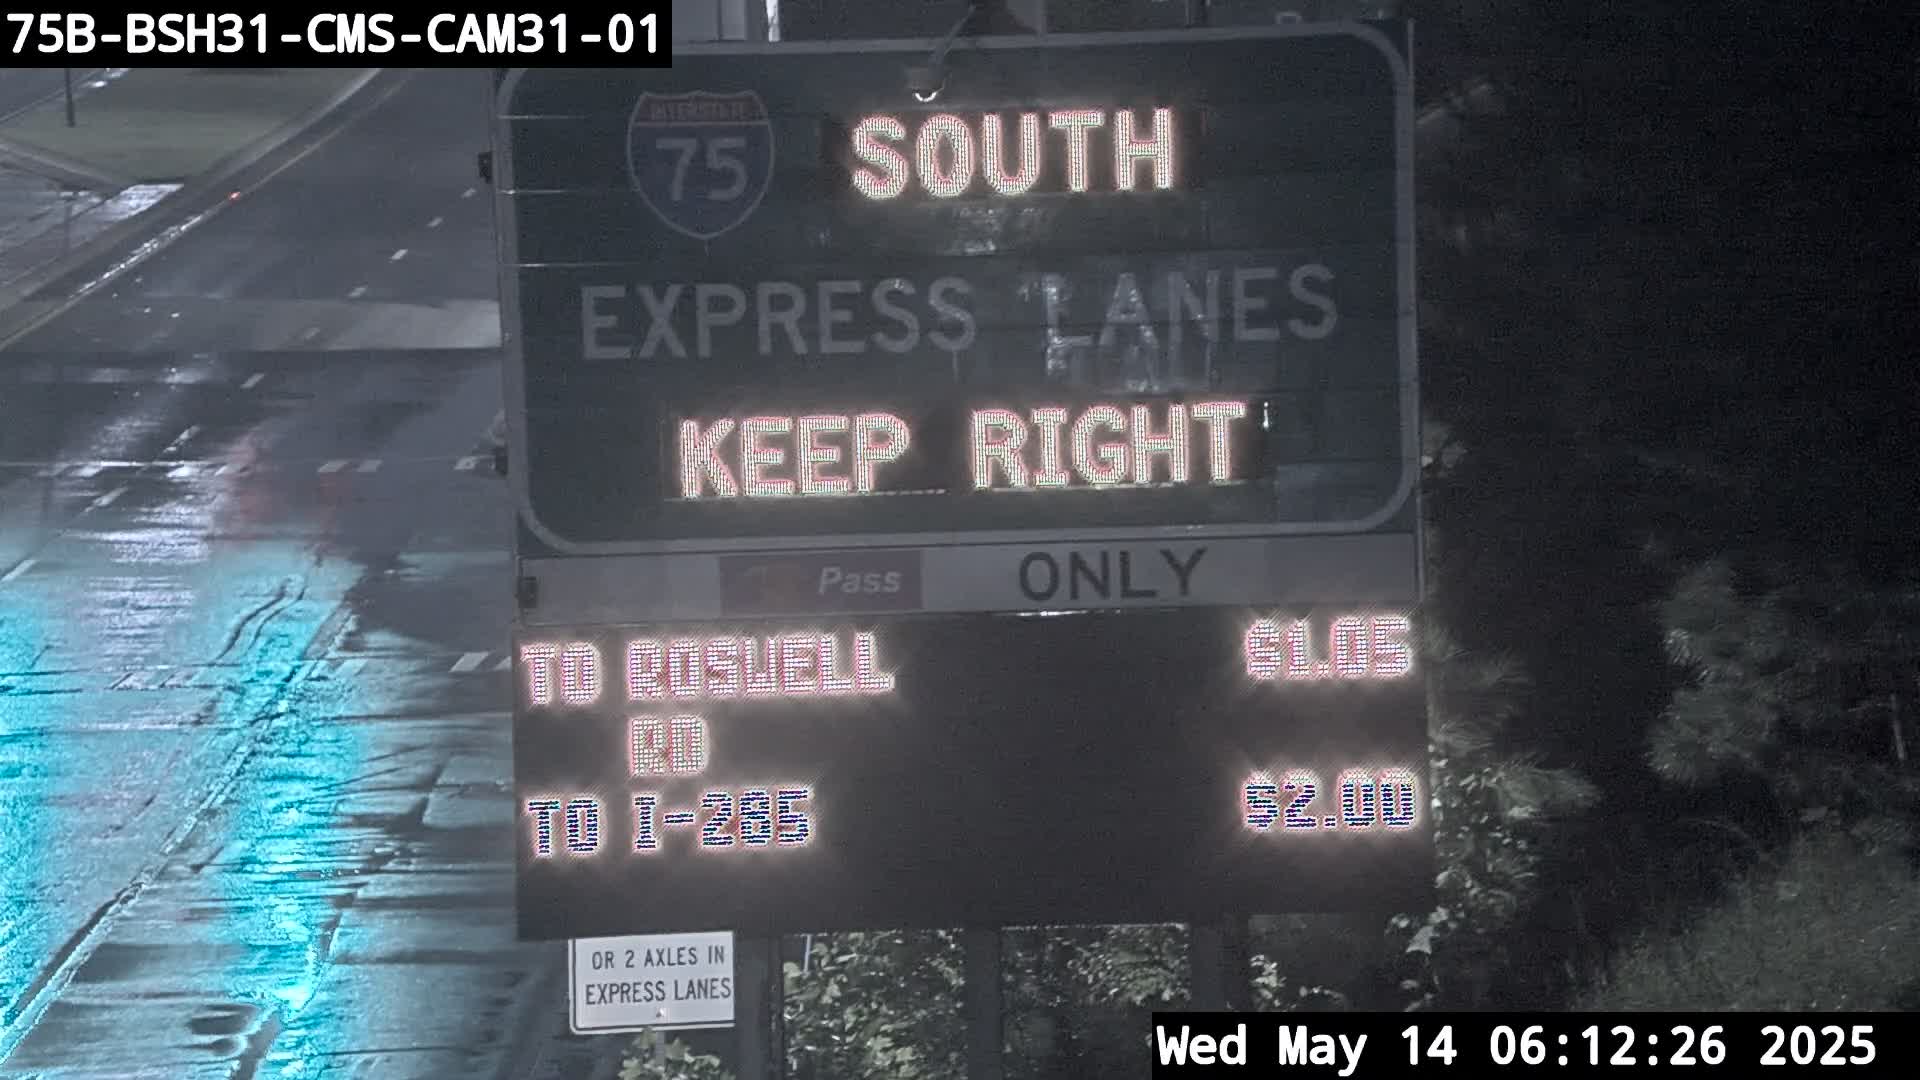 75B-BSH31-CMS-CAM31-01
INTERSTATE
75
SOUTH
EXPRESS LANES
KEEP RIGHT
Pass ONLY
TO ROSWELL $1.05
RD
TO I-285 $2.00
OR 2 AXLES IN
EXPRESS LANES
Wed May 14 06:12:26 2025